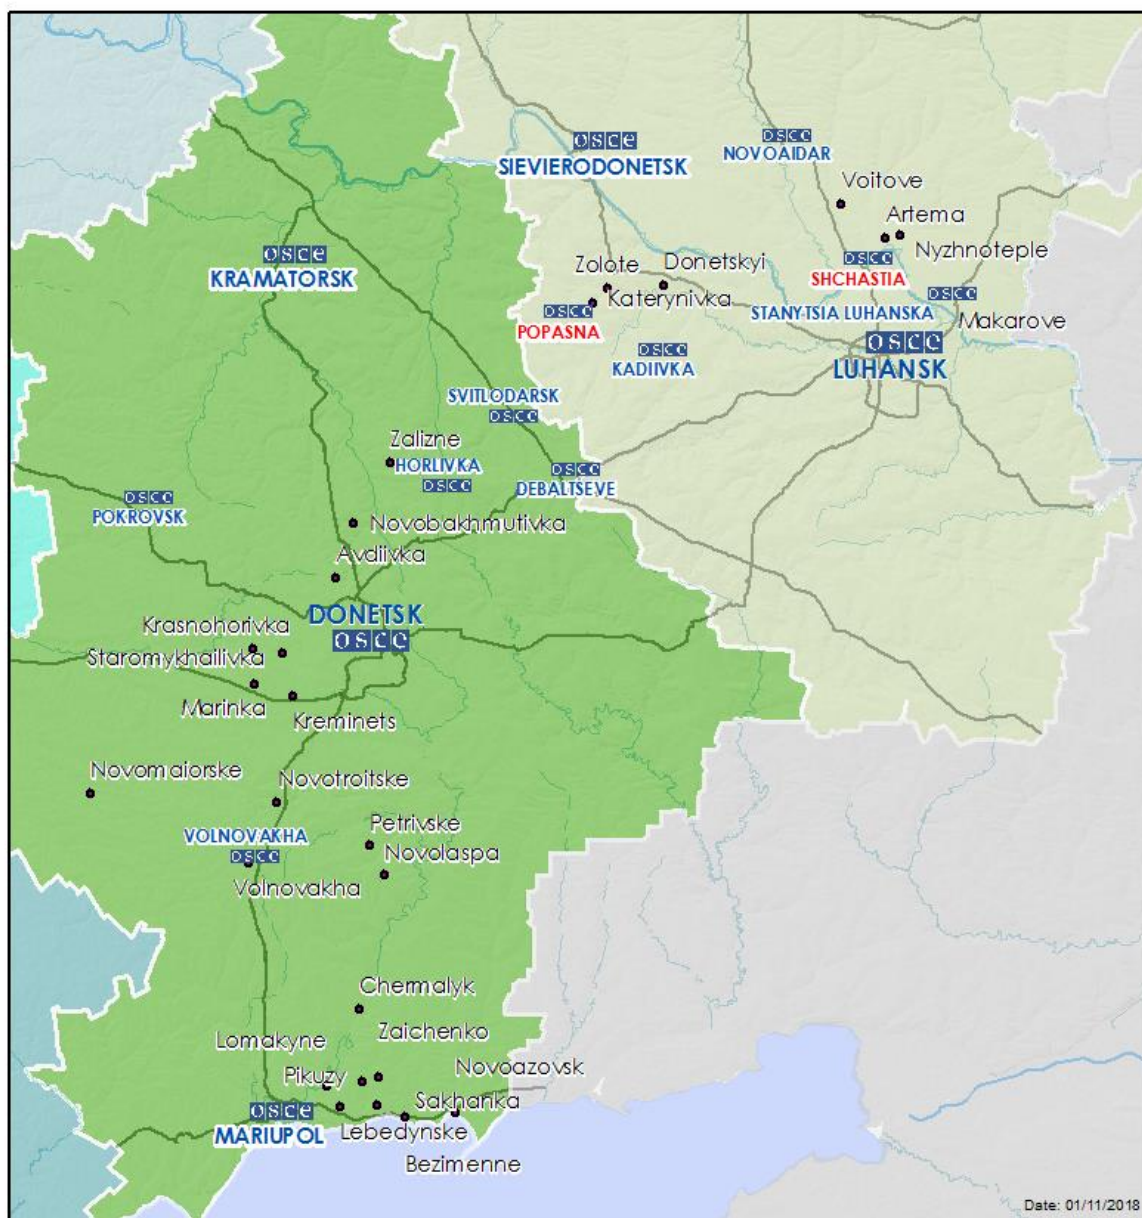 osce
SIEVIERODONETSK
osce
NOVOAIDAR
Voitove
Artema
Nyzhnoteple
osce
KRAMATORSK
Zolote
Donetskyi
osce
SHCHASTIA
Katerynivka
osce
POPASNA
osce
STANYTSIA LUHANSKA
Makarove
osce
LUHANSK
osce
KADIIVKA
SVITLODARSK
osce
Zalizne
HORLIVKA
osce
osce
DEBALTSEVE
osce
POKROVSK
Novobakhmutivka
Avdiivka
DONETSK
osce
Krasnohorivka
Staromykhailivka
Marinka
Kreminets
Novomaiorske
Novotroitske
VOLNOVAKHA
osce
Volnovakha
Petrivske
Novolaspa
Chermalyk
Zaichenko
Lomakyne
Pikuzy
Novoazovsk
osce
MARIUPOL
Sakhanka
Lebedynske
Bezimenne
Date: 01/11/2018